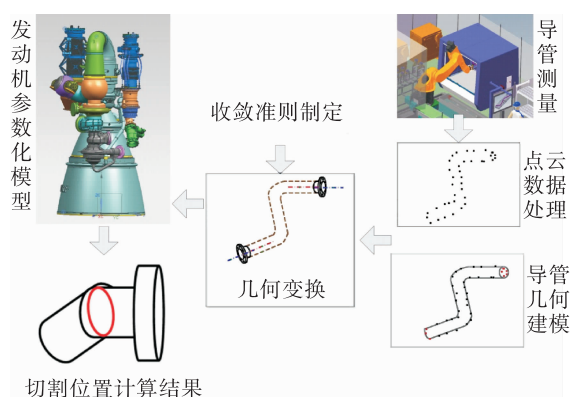 发动机参数化模型
收敛准则制定
导管测量
点云
数据
处理
几何变换
导管
几何
建模
切割位置计算结果